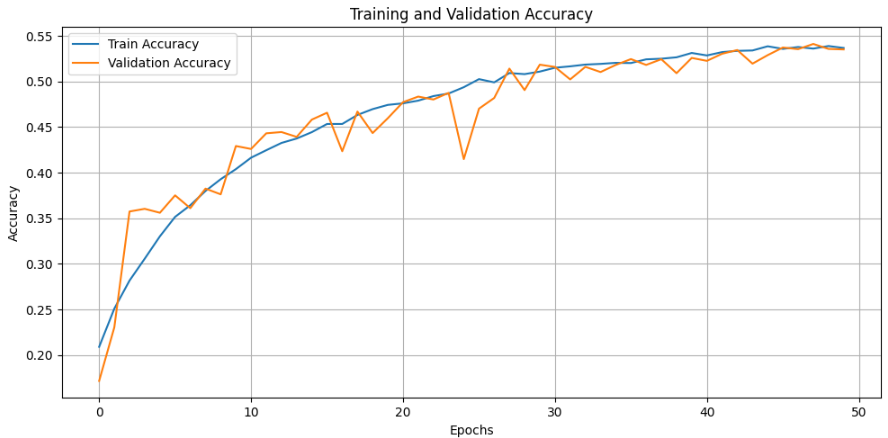 Training and Validation Accuracy
Train Accuracy
Validation Accuracy
0.55
0.50
0.45
0.40
0.35
0.30
0.25
0.20
Accuracy
0
10
20
30
40
50
Epochs